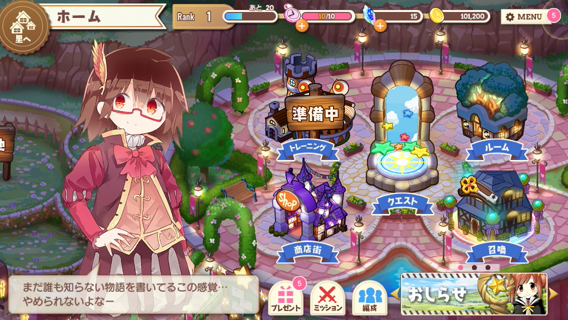 ホーム
里へ
Rank 1
あと 20
10/10
15
101,200
MENU
準備中
トレーニング
ルーム
クエスト
SHOP
商店街
召喚
まだ誰も知らない物語を書いてるこの感覚…
やめられないよなー
5
プレゼント
ミッション
編成
おしらせ